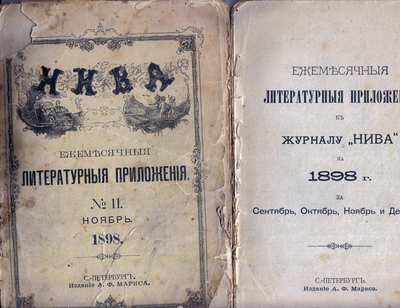 НИВА
ЕЖЕМѢСЯЧНЫЯ
ЛИТЕРАТУРНЫЯ ПРИЛОЖЕНІЯ.
№ 11.
НОЯБРЬ.
1898.
С.-ПЕТЕРБУРГЪ.
Изданіе А. Ф. Маркса.
ЕЖЕМѢСЯЧНЫЯ
ЛИТЕРАТУРНЫЯ ПРИЛОЖЕ
КЪ
ЖУРНАЛУ „НИВА“
НА
1898 г.
ЗА
Сентябрь, Октябрь, Ноябрь и Де
С.-ПЕТЕРБУРГЪ.
Изданіе А. Ф. Маркса.